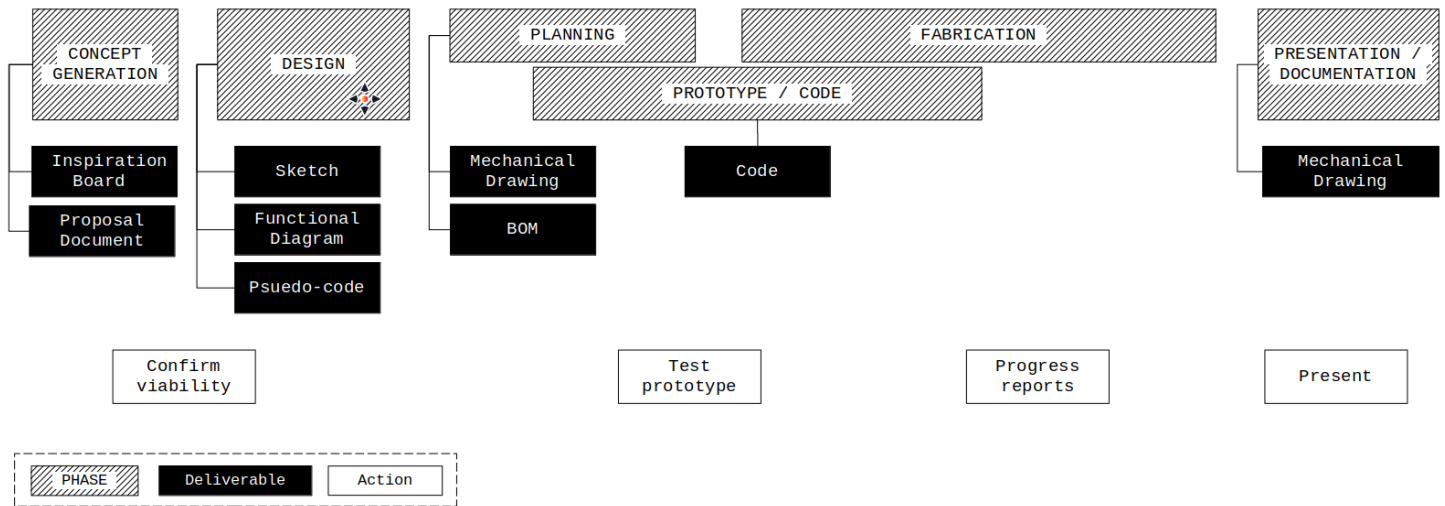 CONCEPT
GENERATION
DESIGN
PLANNING
FABRICATION
PROTOTYPE / CODE
PRESENTATION /
DOCUMENTATION
Inspiration
Board
Proposal
Document
Sketch
Functional
Diagram
Psuedo-code
Mechanical
Drawing
BOM
Code
Mechanical
Drawing
Confirm
viability
Test
prototype
Progress
reports
Present
PHASE
Deliverable
Action